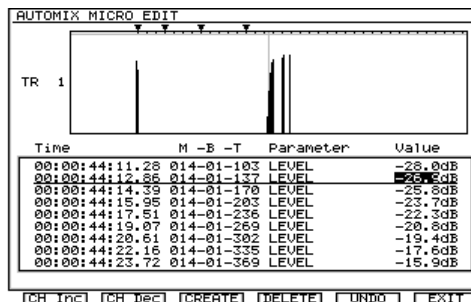 AUTOMIX MICRO EDIT
TR 1
Time M -B -T Parameter Value
00:00:44:11.28 014-01-103 LEVEL -28.0dB
00:00:44:12.86 014-01-137 LEVEL -26.9dB
00:00:44:14.39 014-01-170 LEVEL -25.8dB
00:00:44:15.95 014-01-203 LEVEL -23.7dB
00:00:44:17.51 014-01-236 LEVEL -22.3dB
00:00:44:19.07 014-01-269 LEVEL -20.8dB
00:00:44:20.61 014-01-302 LEVEL -19.4dB
00:00:44:22.16 014-01-335 LEVEL -17.6dB
00:00:44:23.72 014-01-369 LEVEL -15.9dB
CH Inc CH Dec CREATE DELETE UNDO EXIT